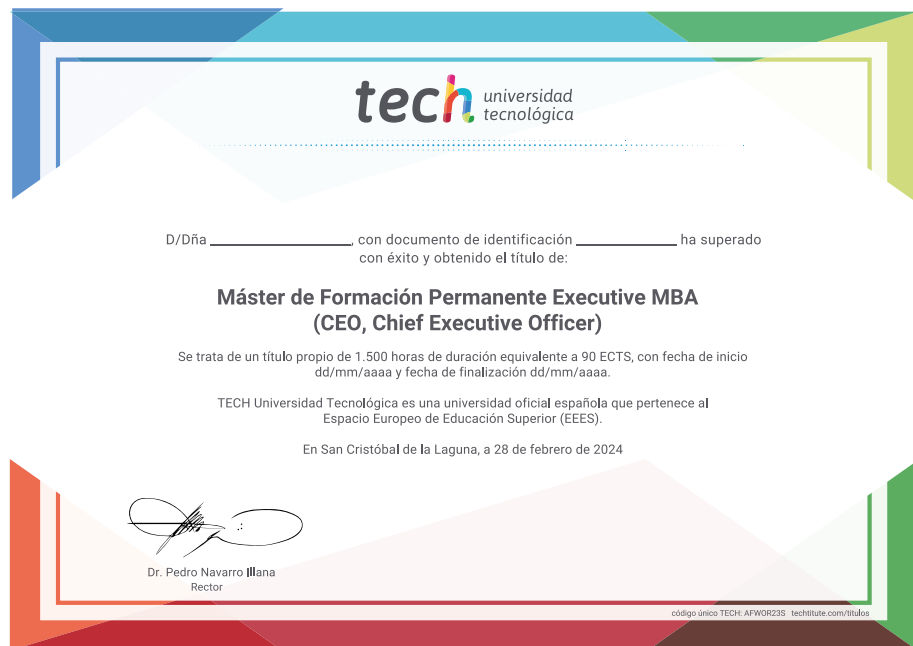 tech universidad
tecnológica
D/Dña ____________________, con documento de identificación ______________ ha superado
con éxito y obtenido el título de:
Máster de Formación Permanente Executive MBA
(CEO, Chief Executive Officer)
Se trata de un título propio de 1.500 horas de duración equivalente a 90 ECTS, con fecha de inicio
dd/mm/aaaa y fecha de finalización dd/mm/aaaa.
TECH Universidad Tecnológica es una universidad oficial española que pertenece al
Espacio Europeo de Educación Superior (EEES).
En San Cristóbal de la Laguna, a 28 de febrero de 2024
Dr. Pedro Navarro Illana
Rector
código único TECH: AFWOR23S techtitute.com/titulos